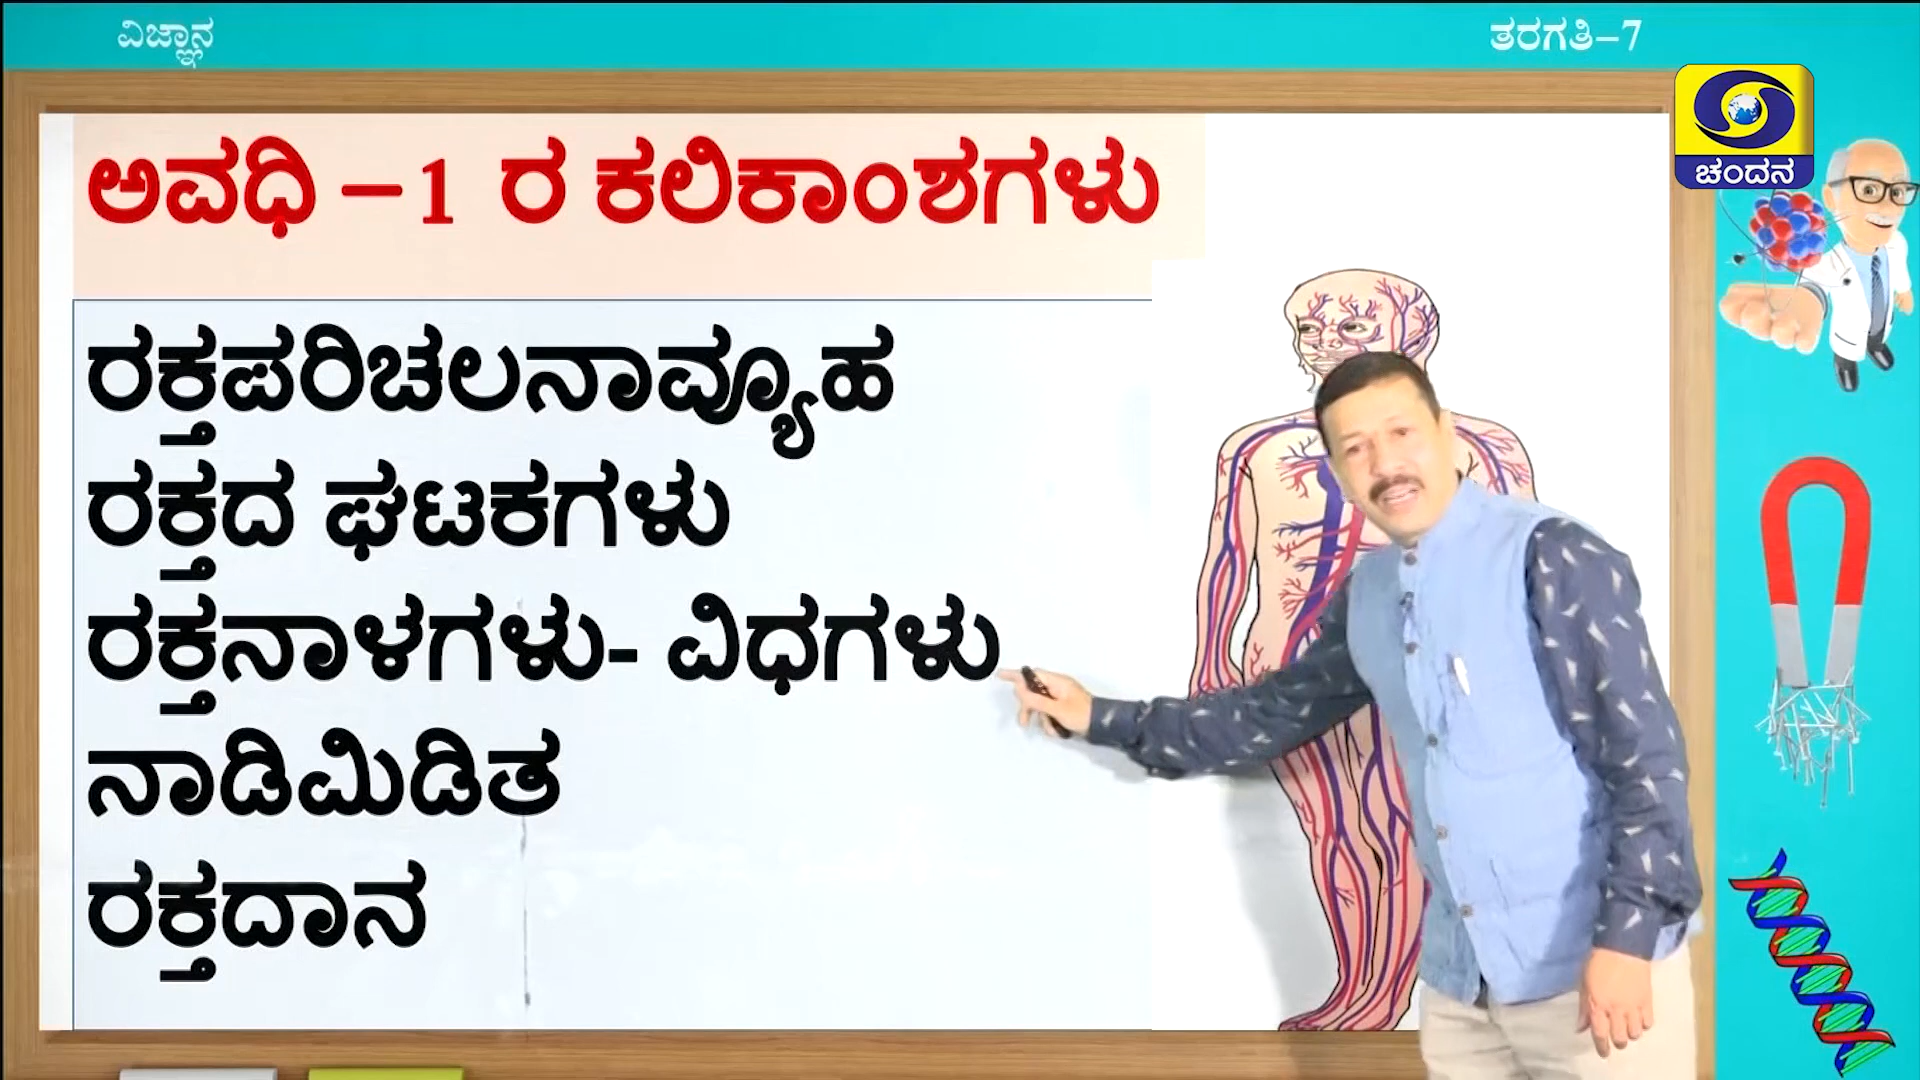 ವಿಜ್ಞಾನ
ತರಗತಿ–7
ಚಂದನ
ಅವಧಿ –1 ರ ಕಲಿಕಾಂಶಗಳು
ರಕ್ತಪರಿಚಲನಾವ್ಯೂಹ
ರಕ್ತದ ಘಟಕಗಳು
ರಕ್ತನಾಳಗಳು- ವಿಧಗಳು
ನಾಡಿಮಿಡಿತ
ರಕ್ತದಾನ